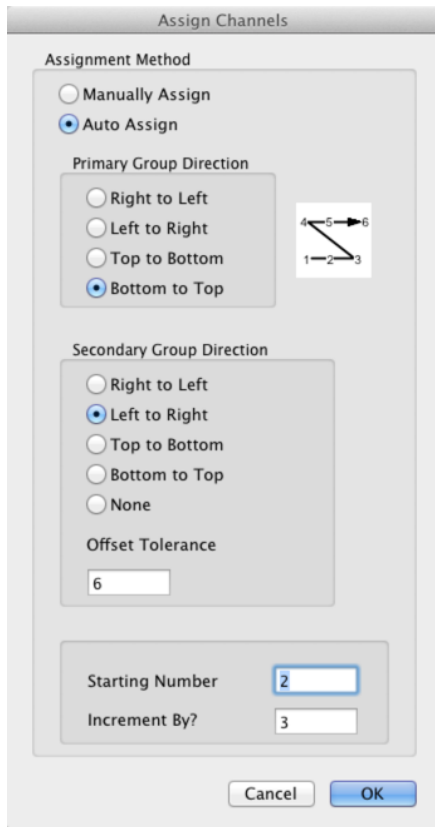 Assign Channels
Assignment Method
Manually Assign
Auto Assign
Primary Group Direction
Right to Left
Left to Right
Top to Bottom
Bottom to Top
4 5 6
1 2 3
Secondary Group Direction
Right to Left
Left to Right
Top to Bottom
Bottom to Top
None
Offset Tolerance
6
Starting Number 2
Increment By? 3
Cancel OK